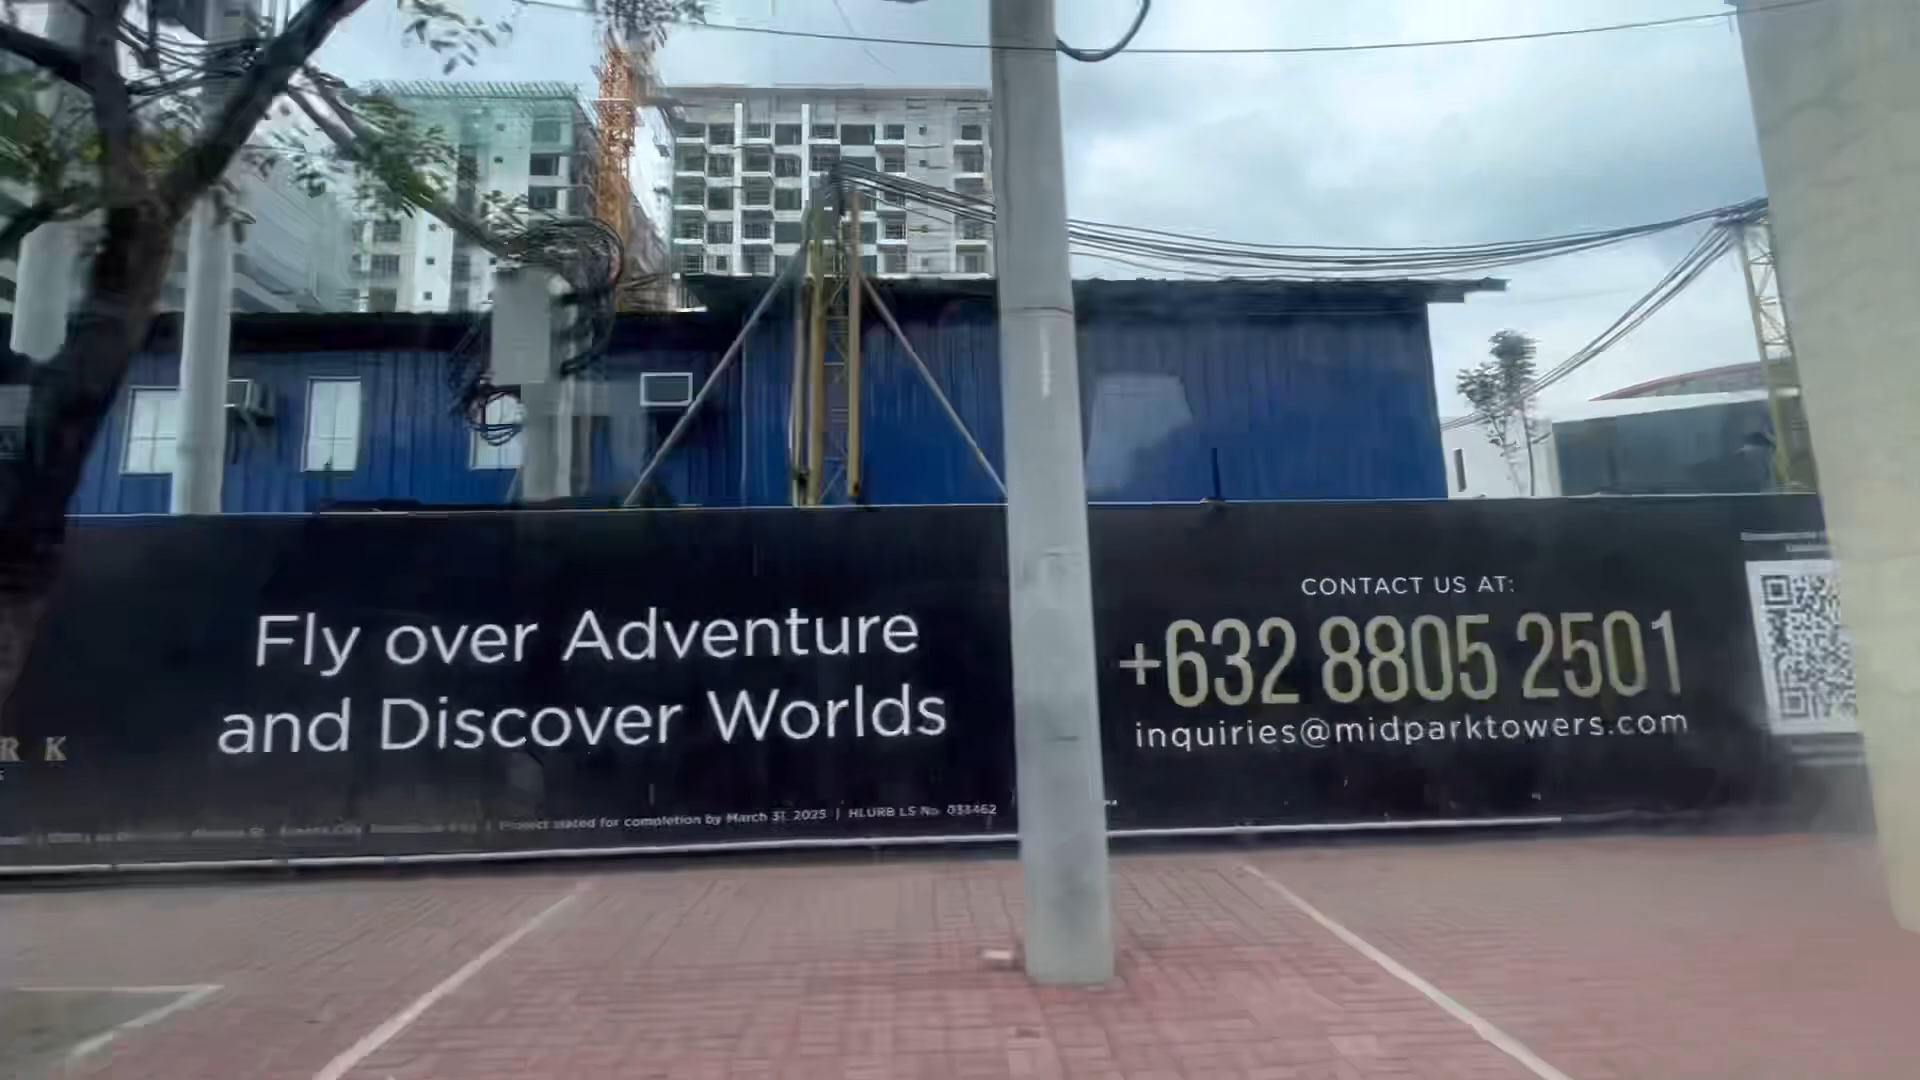 R K
Fly over Adventure
and Discover Worlds
Project slated for completion by March 31, 2025 | HLURB LS No. 033462
CONTACT US AT:
+632 8805 2501
inquiries@midparktowers.com